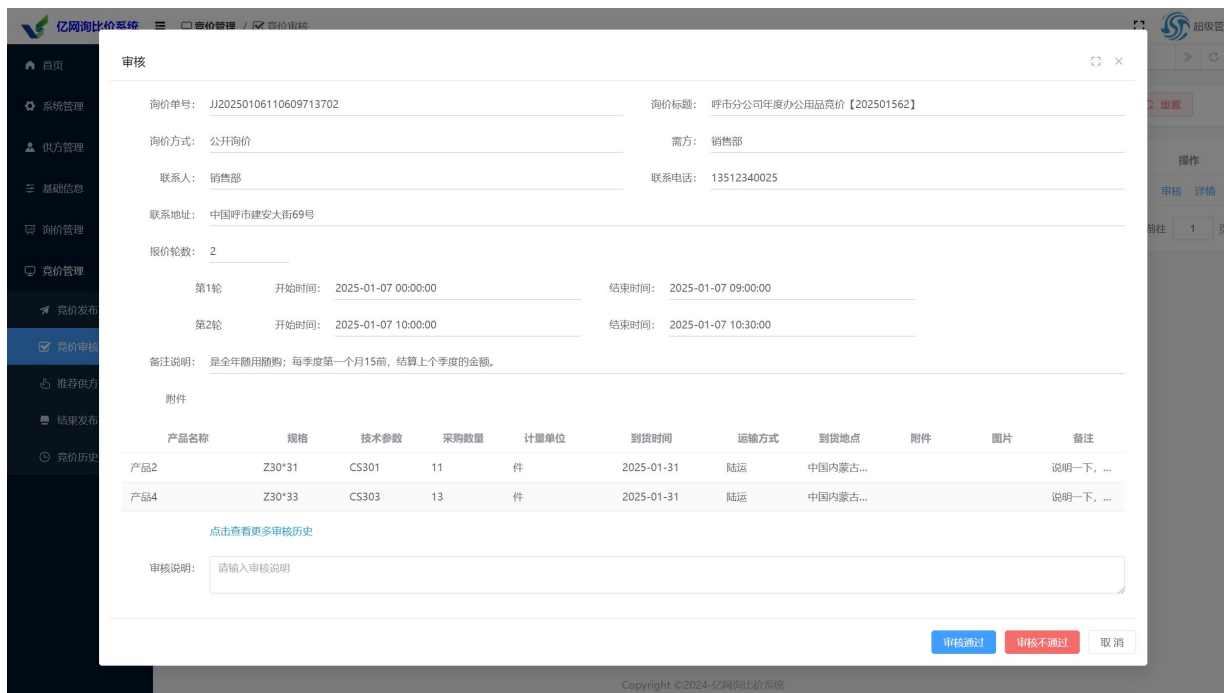 亿网询比价系统 竞价管理 / 竞价审核 超级管
首页
系统管理
供方管理
基础信息
询价管理
竞价管理
竞价发布
竞价审核
推荐供方
结果发布
竞价历史
重置
操作
审核 详情
前往 1 页
审核
询价单号： JJ20250106110609713702 询价标题： 呼市分公司年度办公用品竞价【202501562】
询价方式： 公开询价 需方： 销售部
联系人： 销售部 联系电话： 13512340025
联系地址： 中国呼市建安大街69号
报价轮数： 2
第1轮 开始时间： 2025-01-07 00:00:00 结束时间： 2025-01-07 09:00:00
第2轮 开始时间： 2025-01-07 10:00:00 结束时间： 2025-01-07 10:30:00
备注说明： 是全年随用随购；每季度第一个月15前，结算上个季度的金额。
附件
产品名称 规格 技术参数 采购数量 计量单位 到货时间 运输方式 到货地点 附件 图片 备注
产品2 Z30*31 CS301 11 件 2025-01-31 陆运 中国内蒙古... 说明一下，...
产品4 Z30*33 CS303 13 件 2025-01-31 陆运 中国内蒙古... 说明一下，...
点击查看更多审核历史
审核说明： 请输入审核说明
审核通过 审核不通过 取消
Copyright ©2024-亿网询比价系统